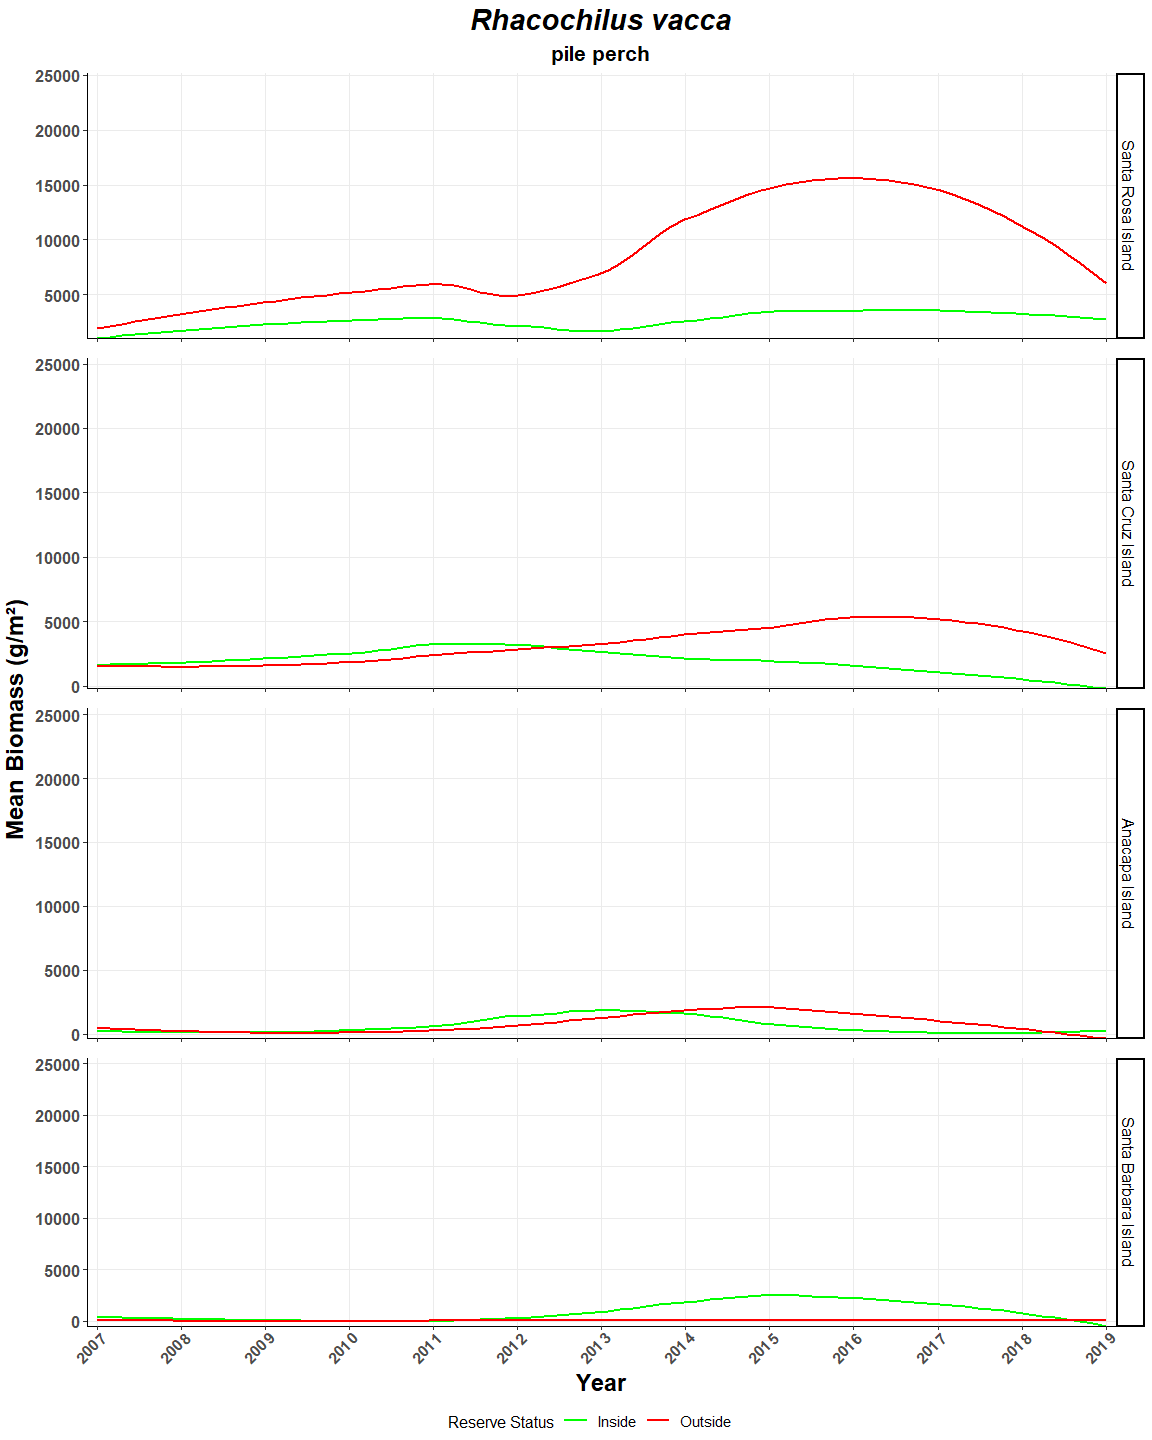 Rhacochilus vacca
pile perch
Mean Biomass (g/m²)
25000
20000
15000
10000
5000
Santa Rosa Island
25000
20000
15000
10000
5000
0
Santa Cruz Island
25000
20000
15000
10000
5000
0
Anacapa Island
25000
20000
15000
10000
5000
0
Santa Barbara Island
2007 2008 2009 2010 2011 2012 2013 2014 2015 2016 2017 2018 2019
Year
Reserve Status Inside Outside